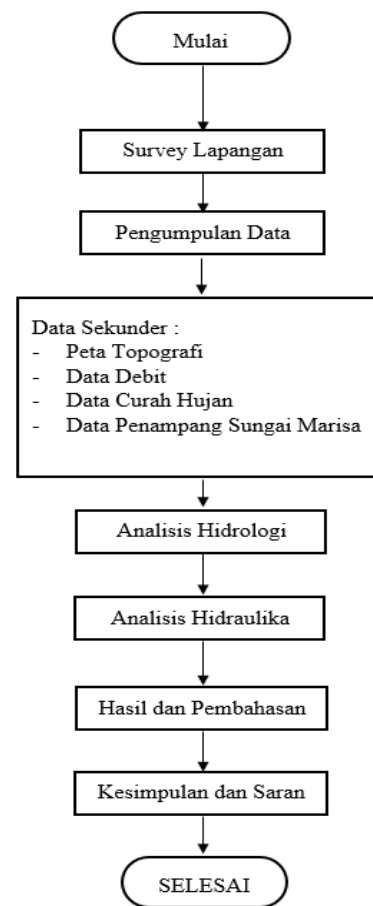 Mulai
Survey Lapangan
Pengumpulan Data
Data Sekunder :
- Peta Topografi
- Data Debit
- Data Curah Hujan
- Data Penampang Sungai Marisa
Analisis Hidrologi
Analisis Hidraulika
Hasil dan Pembahasan
Kesimpulan dan Saran
SELESAI